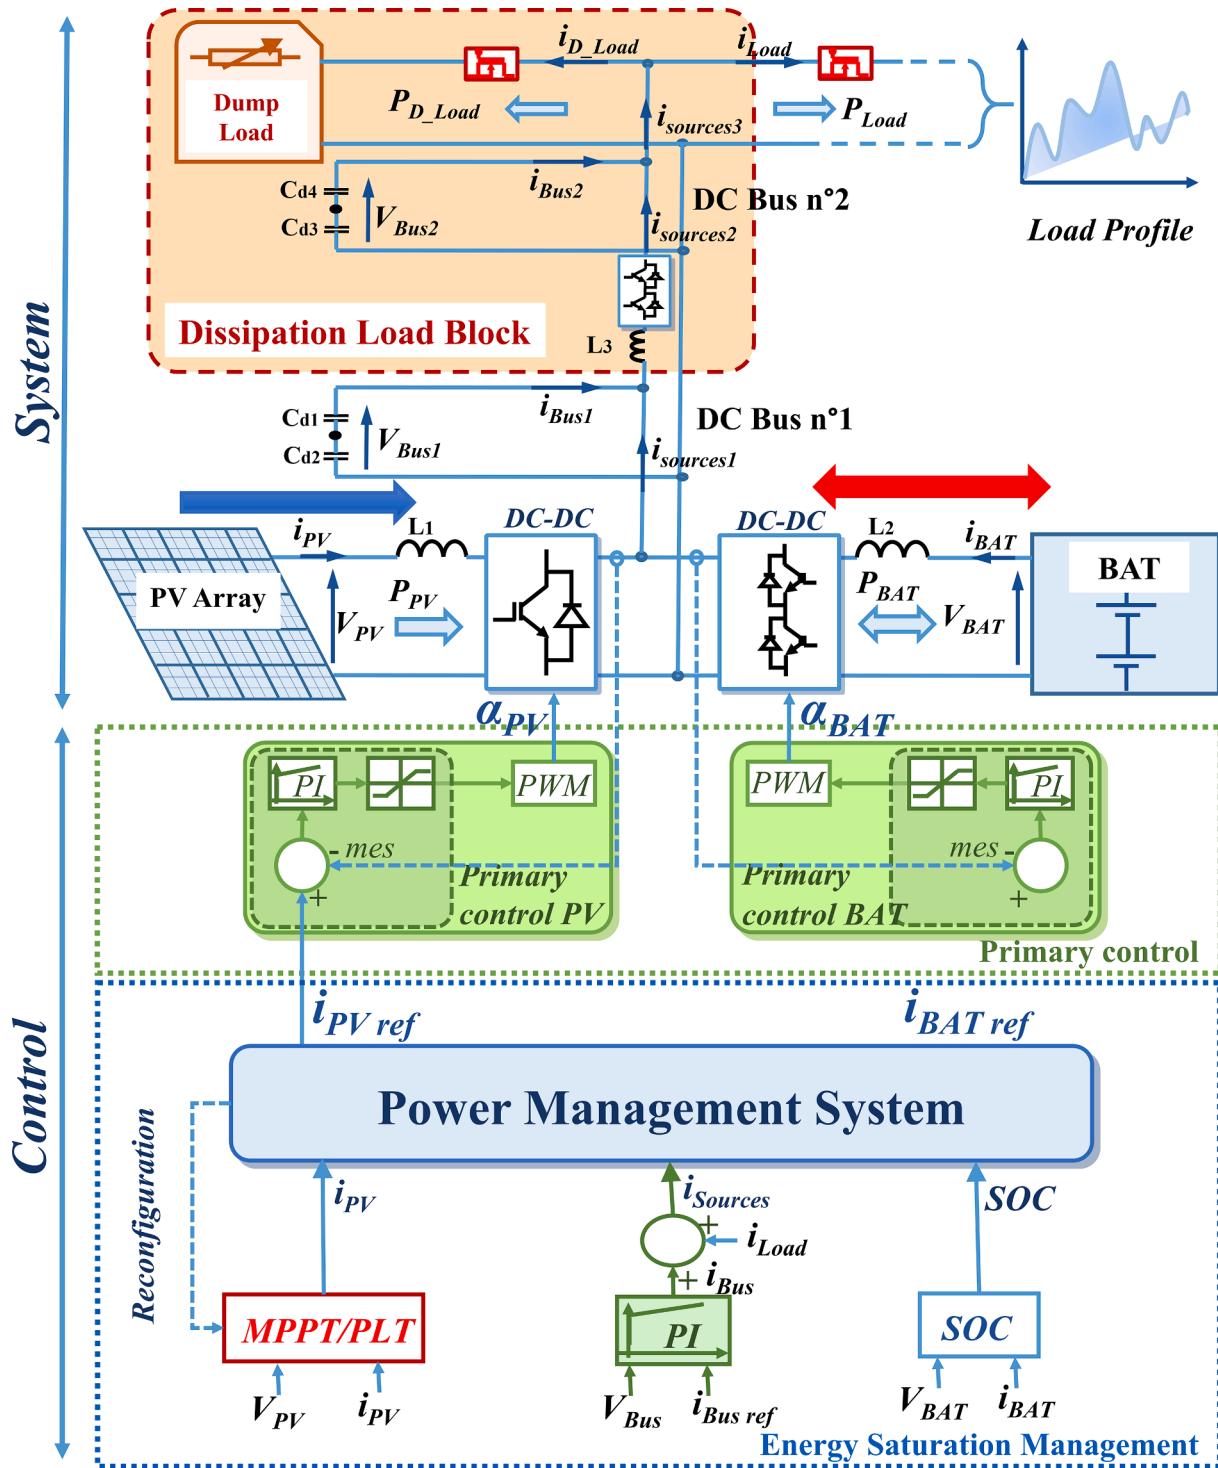 System
Dump
Load
i_D_Load
i_Load
P_D_Load
P_Load
i_sources3
Cd4
Cd3
V_Bus2
i_Bus2
DC Bus n°2
i_sources2
Load Profile
Dissipation Load Block
L3
Cd1
Cd2
V_Bus1
i_Bus1
DC Bus n°1
i_sources1
i_PV
L1
DC-DC
DC-DC
L2
i_BAT
PV Array
V_PV
P_PV
P_BAT
V_BAT
BAT
α_PV
α_BAT
Control
PI
PWM
PWM
PI
- mes
+
Primary
control PV
mes -
+
Primary
control BAT
Primary control
i_PV ref
i_BAT ref
Power Management System
Reconfiguration
i_PV
i_Sources
SOC
+
i_Load
+
i_Bus
MPPT/PLT
PI
SOC
V_PV
i_PV
V_Bus
i_Bus ref
V_BAT
i_BAT
Energy Saturation Management